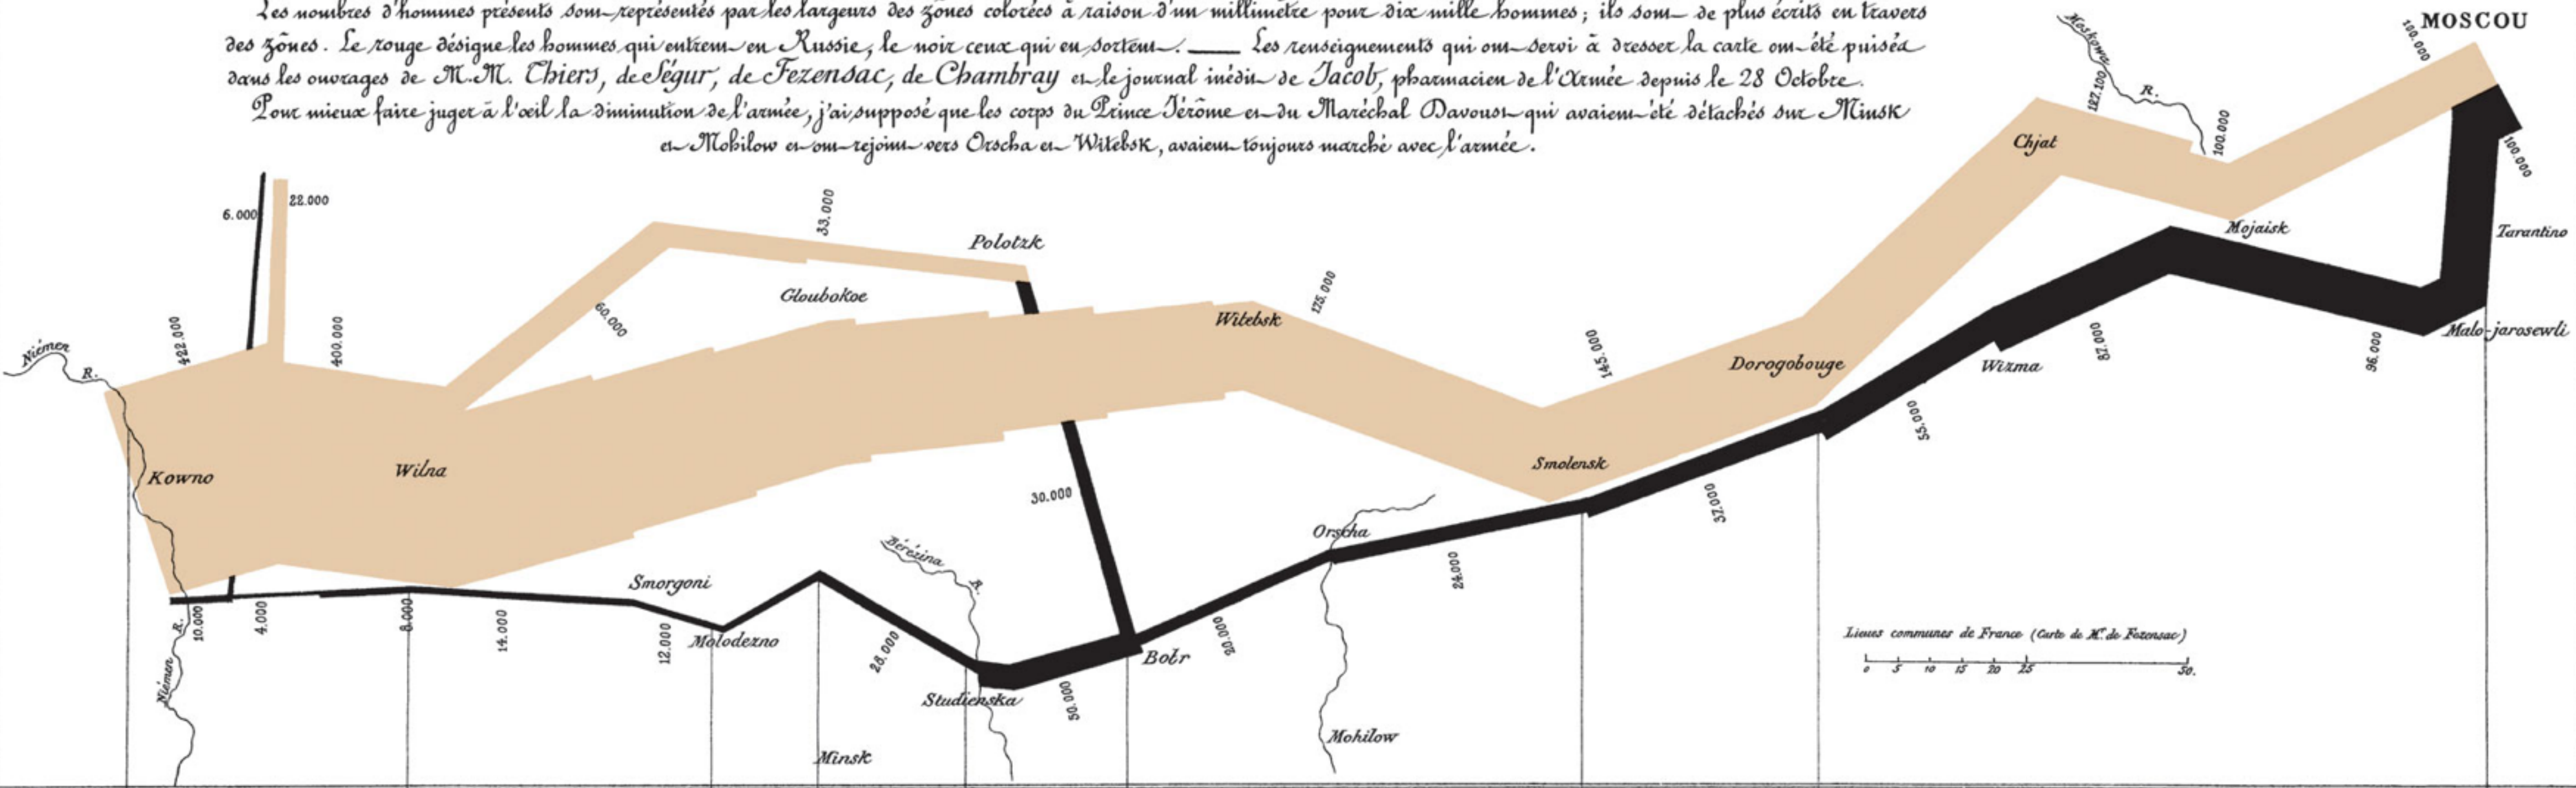 Les nombres d'hommes présents sont représentés par les largeurs des zônes colorées à raison d'un millimètre pour dix mille hommes; ils sont de plus écrits en travers
des zônes. Le rouge désigne les hommes qui entrent en Russie, le noir ceux qui en sortent. — Les renseignements qui ont servi à dresser la carte ont été puisés
dans les ouvrages de M.M. Thiers, de Ségur, de Fezensac, de Chambray et le journal inédit de Jacob, pharmacien de l'Armée depuis le 28 Octobre.
Pour mieux faire juger à l'œil la diminution de l'armée, j'ai supposé que les corps du Prince Jérôme et du Maréchal Davoust qui avaient été détachés sur Minsk
et Mohilow et ont rejoint vers Orscha et Witebsk, avaient toujours marché avec l'armée.
Moskowa R.
MOSCOU
100.000
127.100
100.000
Chjat
100.000
6.000
22.000
33.000
Polotzk
Mojaisk
Tarantino
Gloubokoe
60.000
175.000
Witebsk
422.000
400.000
Niémen R.
145.000
Dorogobouge
Wixma
82.000
96.000
Malo-jarosewli
55.000
Kowno
Wilna
Smolensk
30.000
37.000
Orscha
Bérézina R.
24.000
Smorgoni
10.000
4.000
8.000
14.000
12.000
Molodezno
28.000
Bobr
20.000
Niémen R.
Studienska
50.000
Mohilow
Minsk
Lieues communes de France (Carte de Mr. de Fezensac)
0 5 10 15 20 25 50.